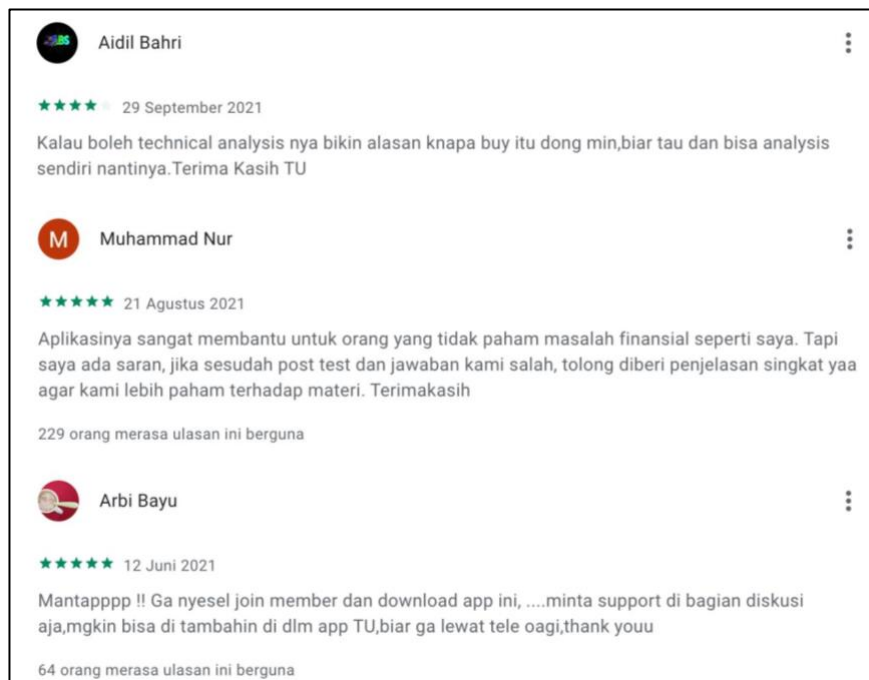 Aidil Bahri
29 September 2021
Kalau boleh technical analysis nya bikin alasan knapa buy itu dong min,biar tau dan bisa analysis
sendiri nantinya.Terima Kasih TU
M
Muhammad Nur
21 Agustus 2021
Aplikasinya sangat membantu untuk orang yang tidak paham masalah finansial seperti saya. Tapi
saya ada saran, jika sesudah post test dan jawaban kami salah, tolong diberi penjelasan singkat yaa
agar kami lebih paham terhadap materi. Terimakasih
229 orang merasa ulasan ini berguna
Arbi Bayu
12 Juni 2021
Mantapppp !! Ga nyesel join member dan download app ini, ....minta support di bagian diskusi
aja,mgkin bisa di tambahin di dlm app TU,biar ga lewat tele oagi,thank youu
64 orang merasa ulasan ini berguna